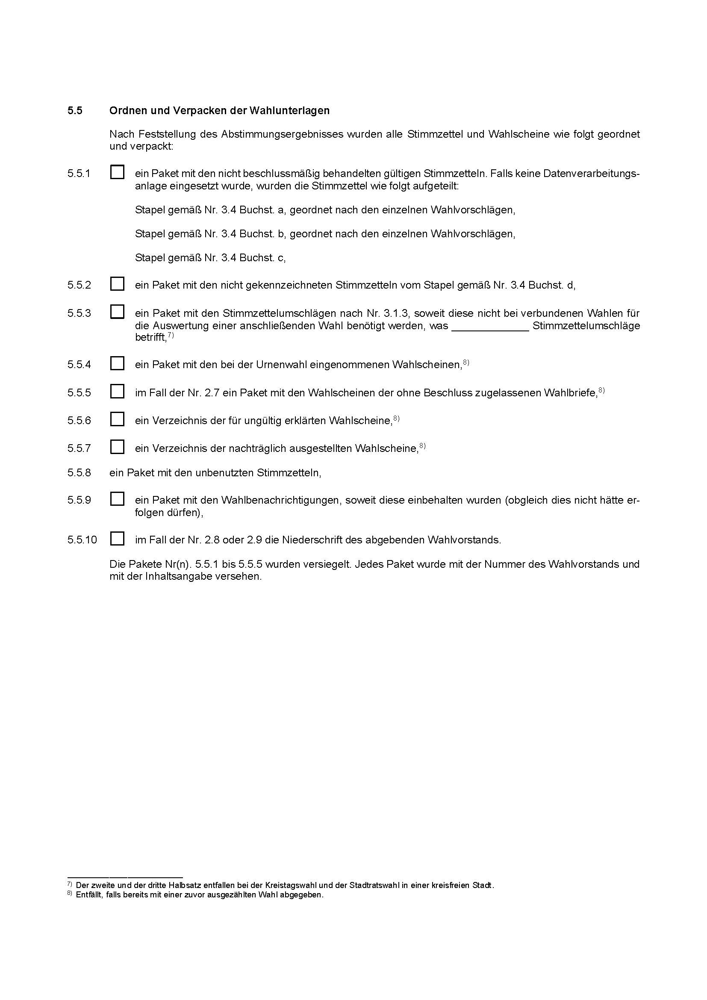 5.5 Ordnen und Verpacken der Wahlunterlagen
Nach Feststellung des Abstimmungsergebnisses wurden alle Stimmzettel und Wahlscheine wie folgt geordnet
und verpackt:
5.5.1 ein Paket mit den nicht beschlussmäßig behandelten gültigen Stimmzetteln. Falls keine Datenverarbeitungs-
anlage eingesetzt wurde, wurden die Stimmzettel wie folgt aufgeteilt:
Stapel gemäß Nr. 3.4 Buchst. a, geordnet nach den einzelnen Wahlvorschlägen,
Stapel gemäß Nr. 3.4 Buchst. b, geordnet nach den einzelnen Wahlvorschlägen,
Stapel gemäß Nr. 3.4 Buchst. c,
5.5.2 ein Paket mit den nicht gekennzeichneten Stimmzetteln vom Stapel gemäß Nr. 3.4 Buchst. d,
5.5.3 ein Paket mit den Stimmzettelumschlägen nach Nr. 3.1.3, soweit diese nicht bei verbundenen Wahlen für
die Auswertung einer anschließenden Wahl benötigt werden, was _____________ Stimmzettelumschläge
betrifft,7)
5.5.4 ein Paket mit den bei der Urnenwahl eingenommenen Wahlscheinen,8)
5.5.5 im Fall der Nr. 2.7 ein Paket mit den Wahlscheinen der ohne Beschluss zugelassenen Wahlbriefe,8)
5.5.6 ein Verzeichnis der für ungültig erklärten Wahlscheine,8)
5.5.7 ein Verzeichnis der nachträglich ausgestellten Wahlscheine,8)
5.5.8 ein Paket mit den unbenutzten Stimmzetteln,
5.5.9 ein Paket mit den Wahlbenachrichtigungen, soweit diese einbehalten wurden (obgleich dies nicht hätte er-
folgen dürfen),
5.5.10 im Fall der Nr. 2.8 oder 2.9 die Niederschrift des abgebenden Wahlvorstands.
Die Pakete Nr(n). 5.5.1 bis 5.5.5 wurden versiegelt. Jedes Paket wurde mit der Nummer des Wahlvorstands und
mit der Inhaltsangabe versehen.
7) Der zweite und der dritte Halbsatz entfallen bei der Kreistagswahl und der Stadtratswahl in einer kreisfreien Stadt.
8) Entfällt, falls bereits mit einer zuvor ausgezählten Wahl abgegeben.